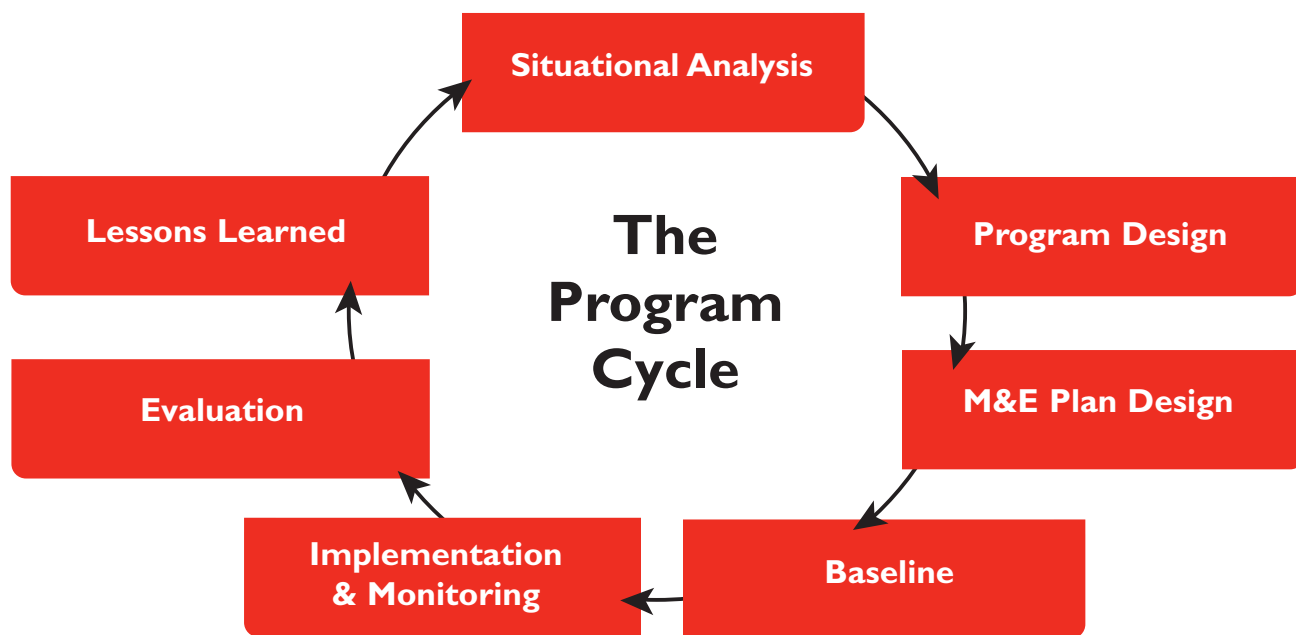 Situational Analysis
Program Design
M&E Plan Design
Baseline
Implementation
& Monitoring
Evaluation
Lessons Learned
The
Program
Cycle